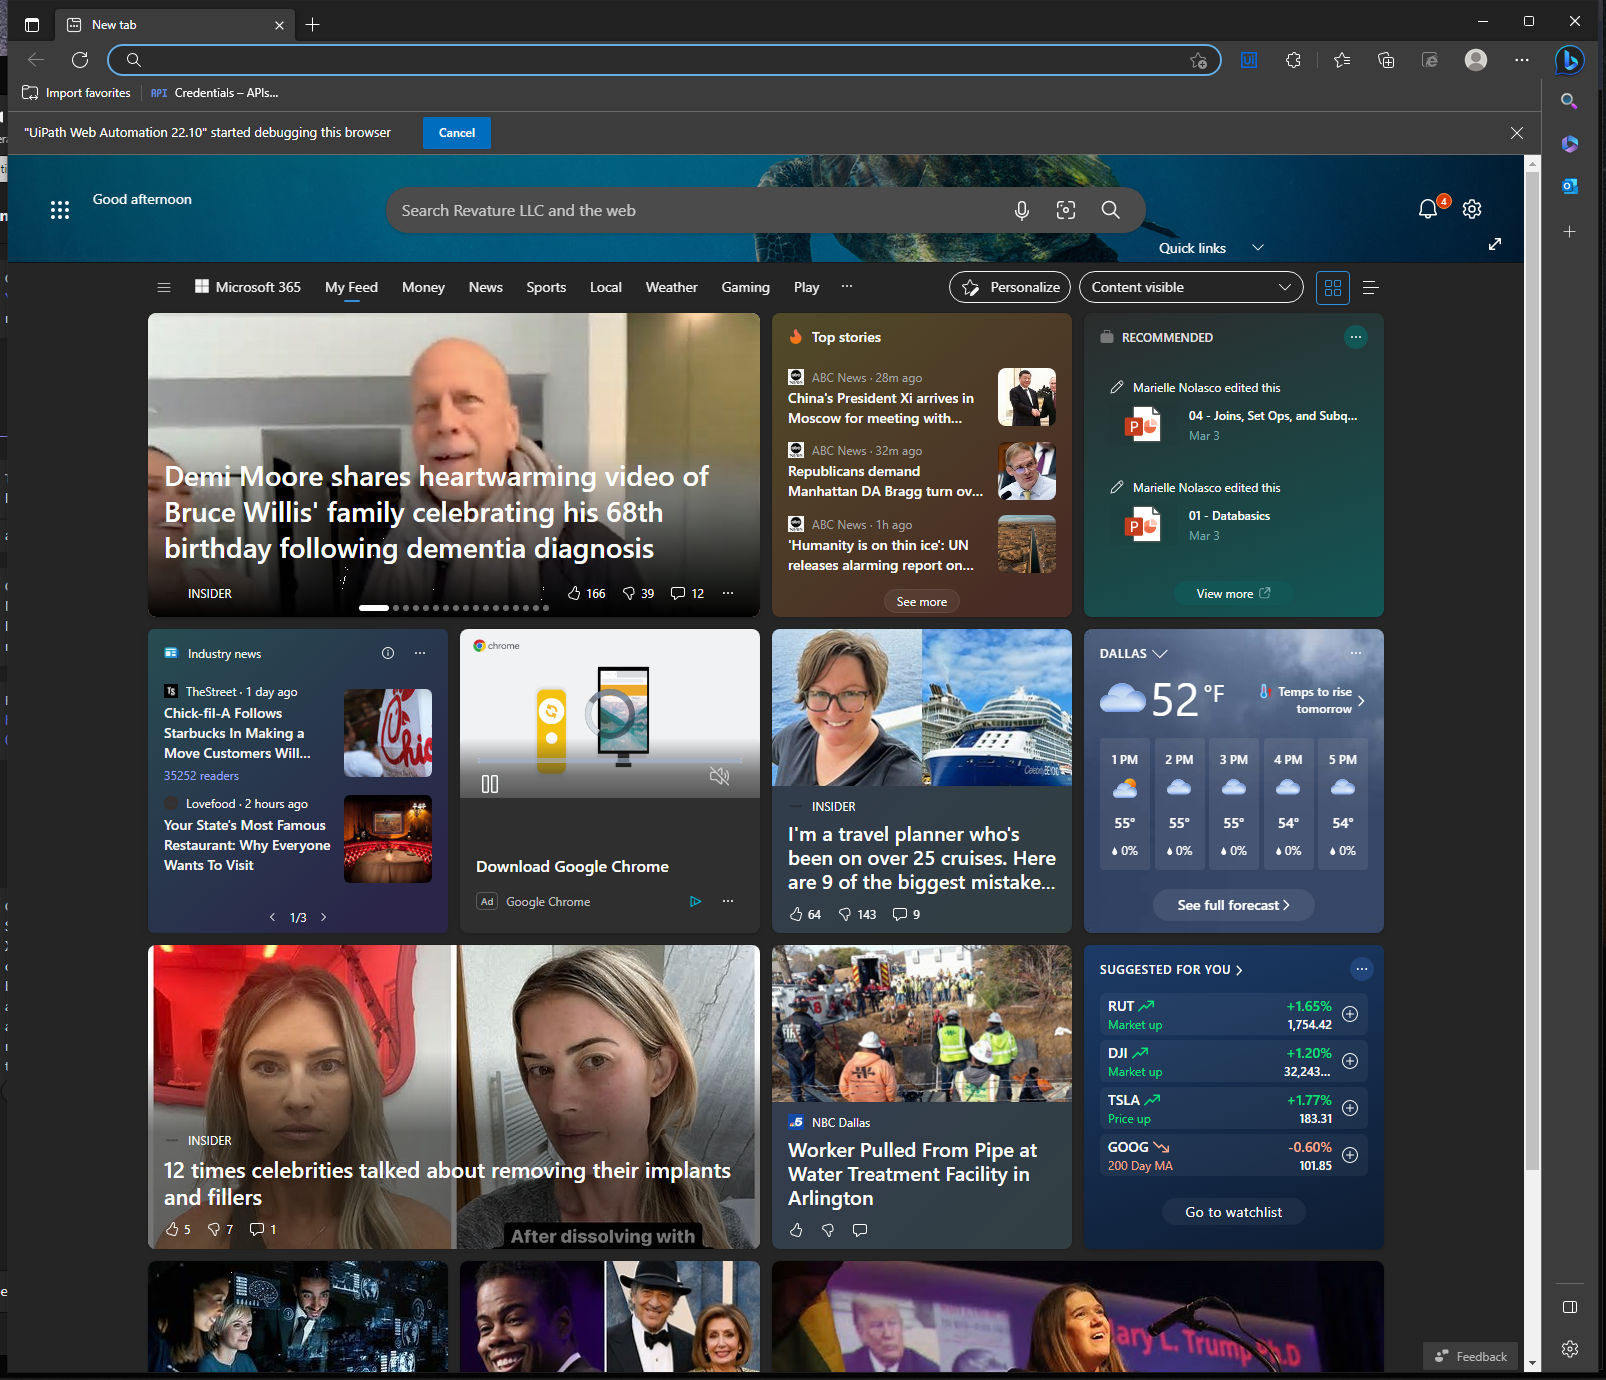 New tab
Import favorites
API Credentials – APIs...
"UiPath Web Automation 22.10" started debugging this browser
Cancel
Good afternoon
Search Revature LLC and the web
4
Quick links
Microsoft 365
My Feed
Money
News
Sports
Local
Weather
Gaming
Play
Personalize
Content visible
Demi Moore shares heartwarming video of
Bruce Willis' family celebrating his 68th
birthday following dementia diagnosis
INSIDER
166
39
12
Top stories
ABC News · 28m ago
China's President Xi arrives in
Moscow for meeting with...
ABC News · 32m ago
Republicans demand
Manhattan DA Bragg turn ov...
ABC News · 1h ago
'Humanity is on thin ice': UN
releases alarming report on...
See more
RECOMMENDED
Marielle Nolasco edited this
04 - Joins, Set Ops, and Subq...
Mar 3
Marielle Nolasco edited this
01 - Databasics
Mar 3
View more
Industry news
TheStreet · 1 day ago
Chick-fil-A Follows
Starbucks In Making a
Move Customers Will...
35252 readers
Lovefood · 2 hours ago
Your State's Most Famous
Restaurant: Why Everyone
Wants To Visit
1/3
chrome
Download Google Chrome
Ad Google Chrome
INSIDER
I'm a travel planner who's
been on over 25 cruises. Here
are 9 of the biggest mistake...
64
143
9
DALLAS
52 °F
Temps to rise
tomorrow
1 PM 2 PM 3 PM 4 PM 5 PM
55° 55° 55° 54° 54°
0% 0% 0% 0% 0%
See full forecast
INSIDER
12 times celebrities talked about removing their implants
and fillers
5
7
1
After dissolving with
NBC Dallas
Worker Pulled From Pipe at
Water Treatment Facility in
Arlington
SUGGESTED FOR YOU
RUT +1.65%
Market up 1,754.42
DJI +1.20%
Market up 32,243...
TSLA +1.77%
Price up 183.31
GOOG -0.60%
200 Day MA 101.85
Go to watchlist
ary L. Trump
Feedback